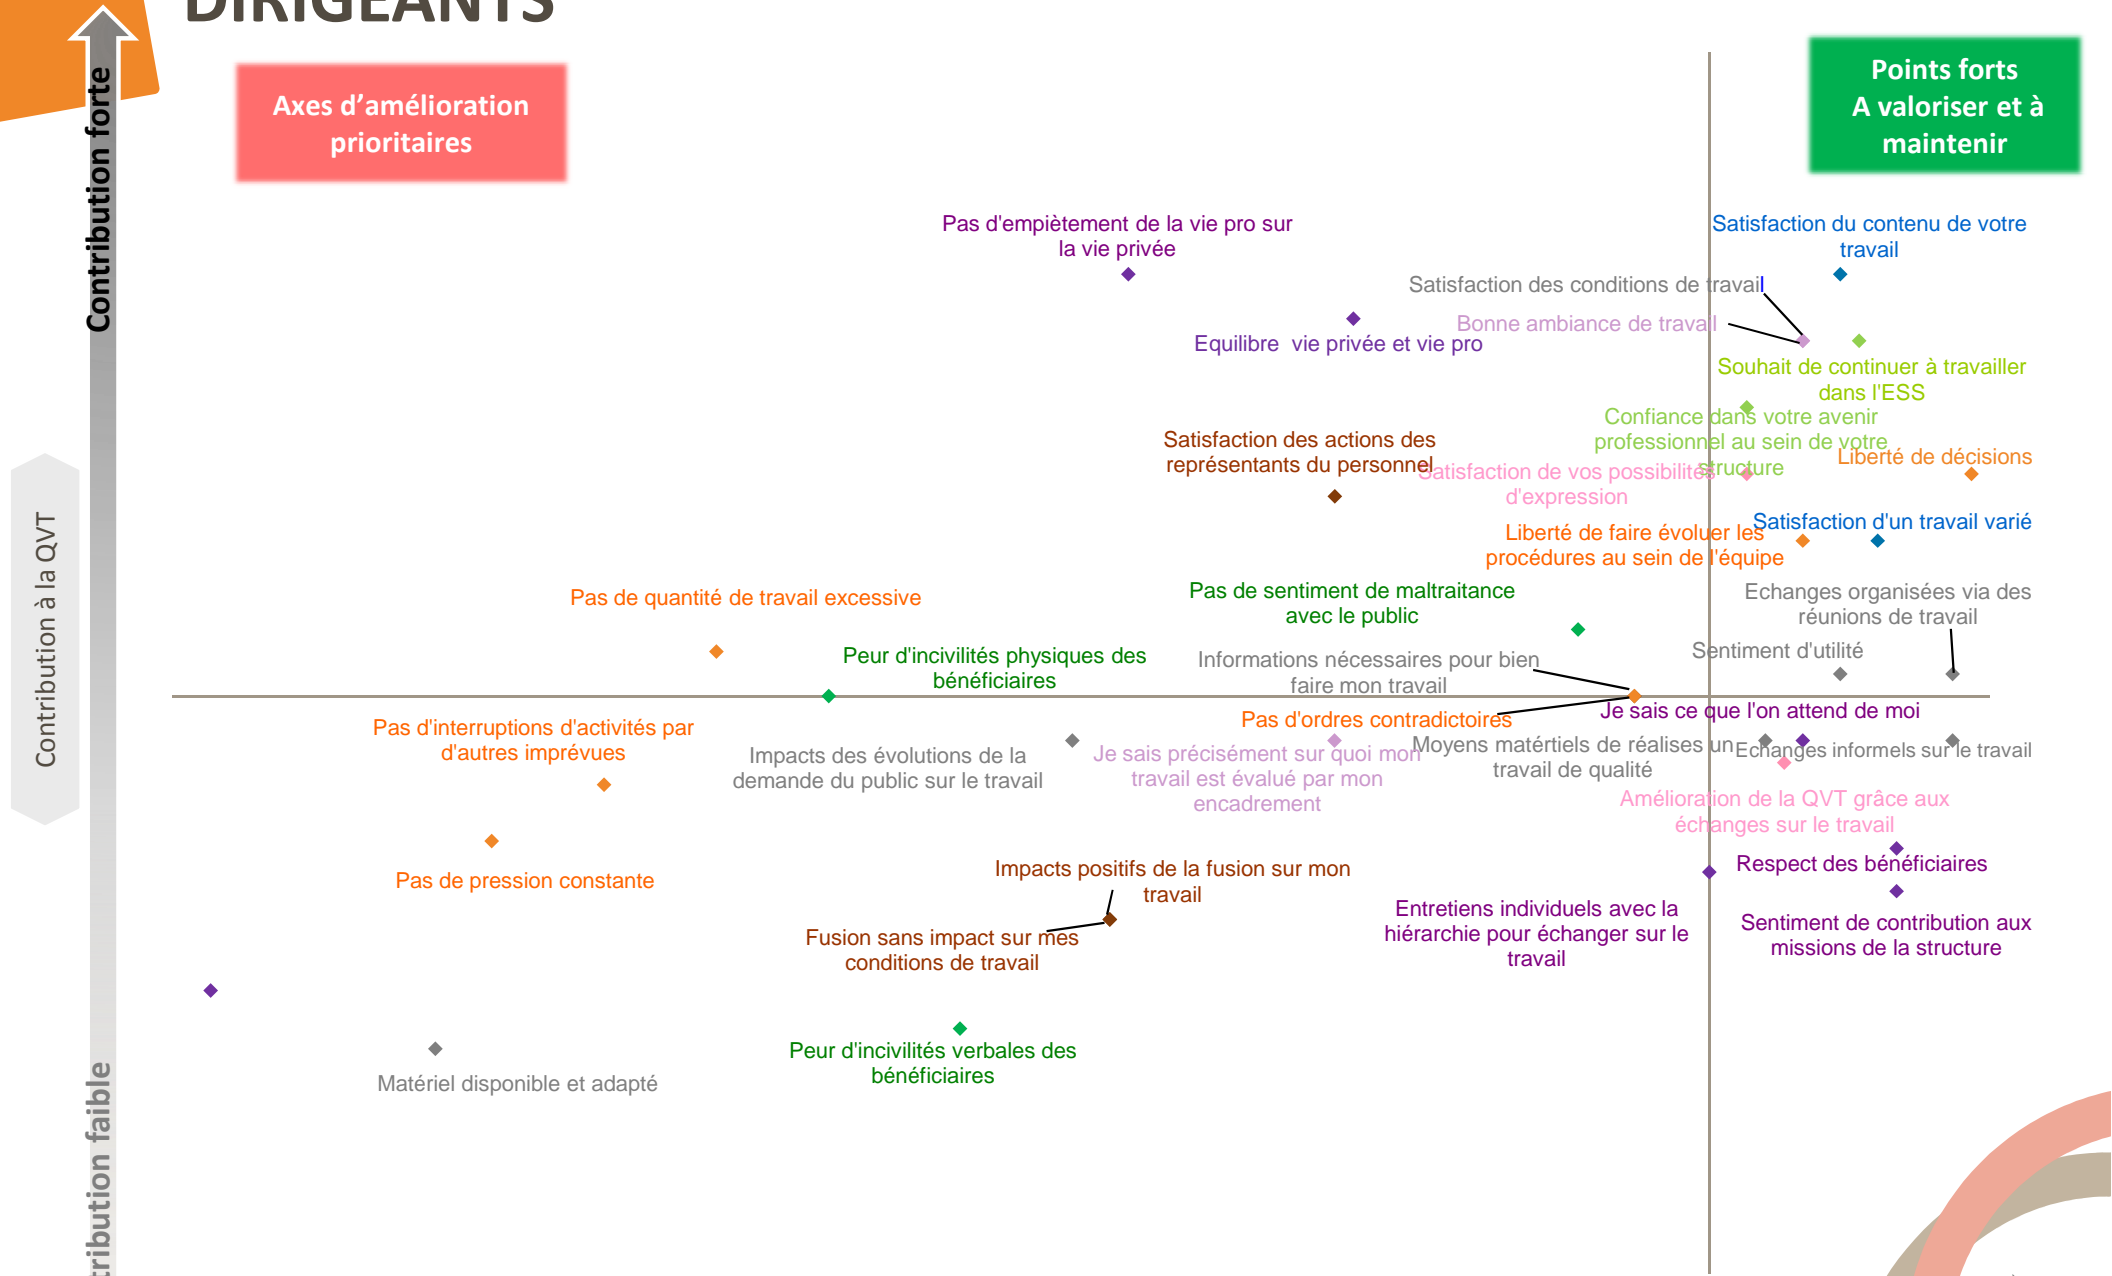 DIRIGEANTS
Contribution forte
Axes d'amélioration
prioritaires
Points forts
A valoriser et à
maintenir
Pas d'empiètement de la vie pro sur
la vie privée
Satisfaction du contenu de votre
travail
Satisfaction des conditions de travail
Bonne ambiance de travail
Equilibre  vie privée et vie pro
Souhait de continuer à travailler
dans l'ESS
Confiance dans votre avenir
professionnel au sein de votre
structure
Satisfaction des actions des
représentants du personnel
Liberté de décisions
Satisfaction de vos possibilités
d'expression
Contribution à la QVT
Liberté de faire évoluer les
procédures au sein de l'équipe
Satisfaction d'un travail varié
Pas de quantité de travail excessive
Pas de sentiment de maltraitance
avec le public
Echanges organisées via des
réunions de travail
Peur d'incivilités physiques des
bénéficiaires
Informations nécessaires pour bien
faire mon travail
Sentiment d'utilité
Pas d'interruptions d'activités par
d'autres imprévues
Pas d'ordres contradictoires
Je sais ce que l'on attend de moi
Impacts des évolutions de la
demande du public sur le travail
Je sais précisément sur quoi mon
travail est évalué par mon
encadrement
Moyens matértiels de réalises un
travail de qualité
Echanges informels sur le travail
Amélioration de la QVT grâce aux
échanges sur le travail
Pas de pression constante
Impacts positifs de la fusion sur mon
travail
Respect des bénéficiaires
Fusion sans impact sur mes
conditions de travail
Entretiens individuels avec la
hiérarchie pour échanger sur le
travail
Sentiment de contribution aux
missions de la structure
Matériel disponible et adapté
Peur d'incivilités verbales des
bénéficiaires
tribution faible